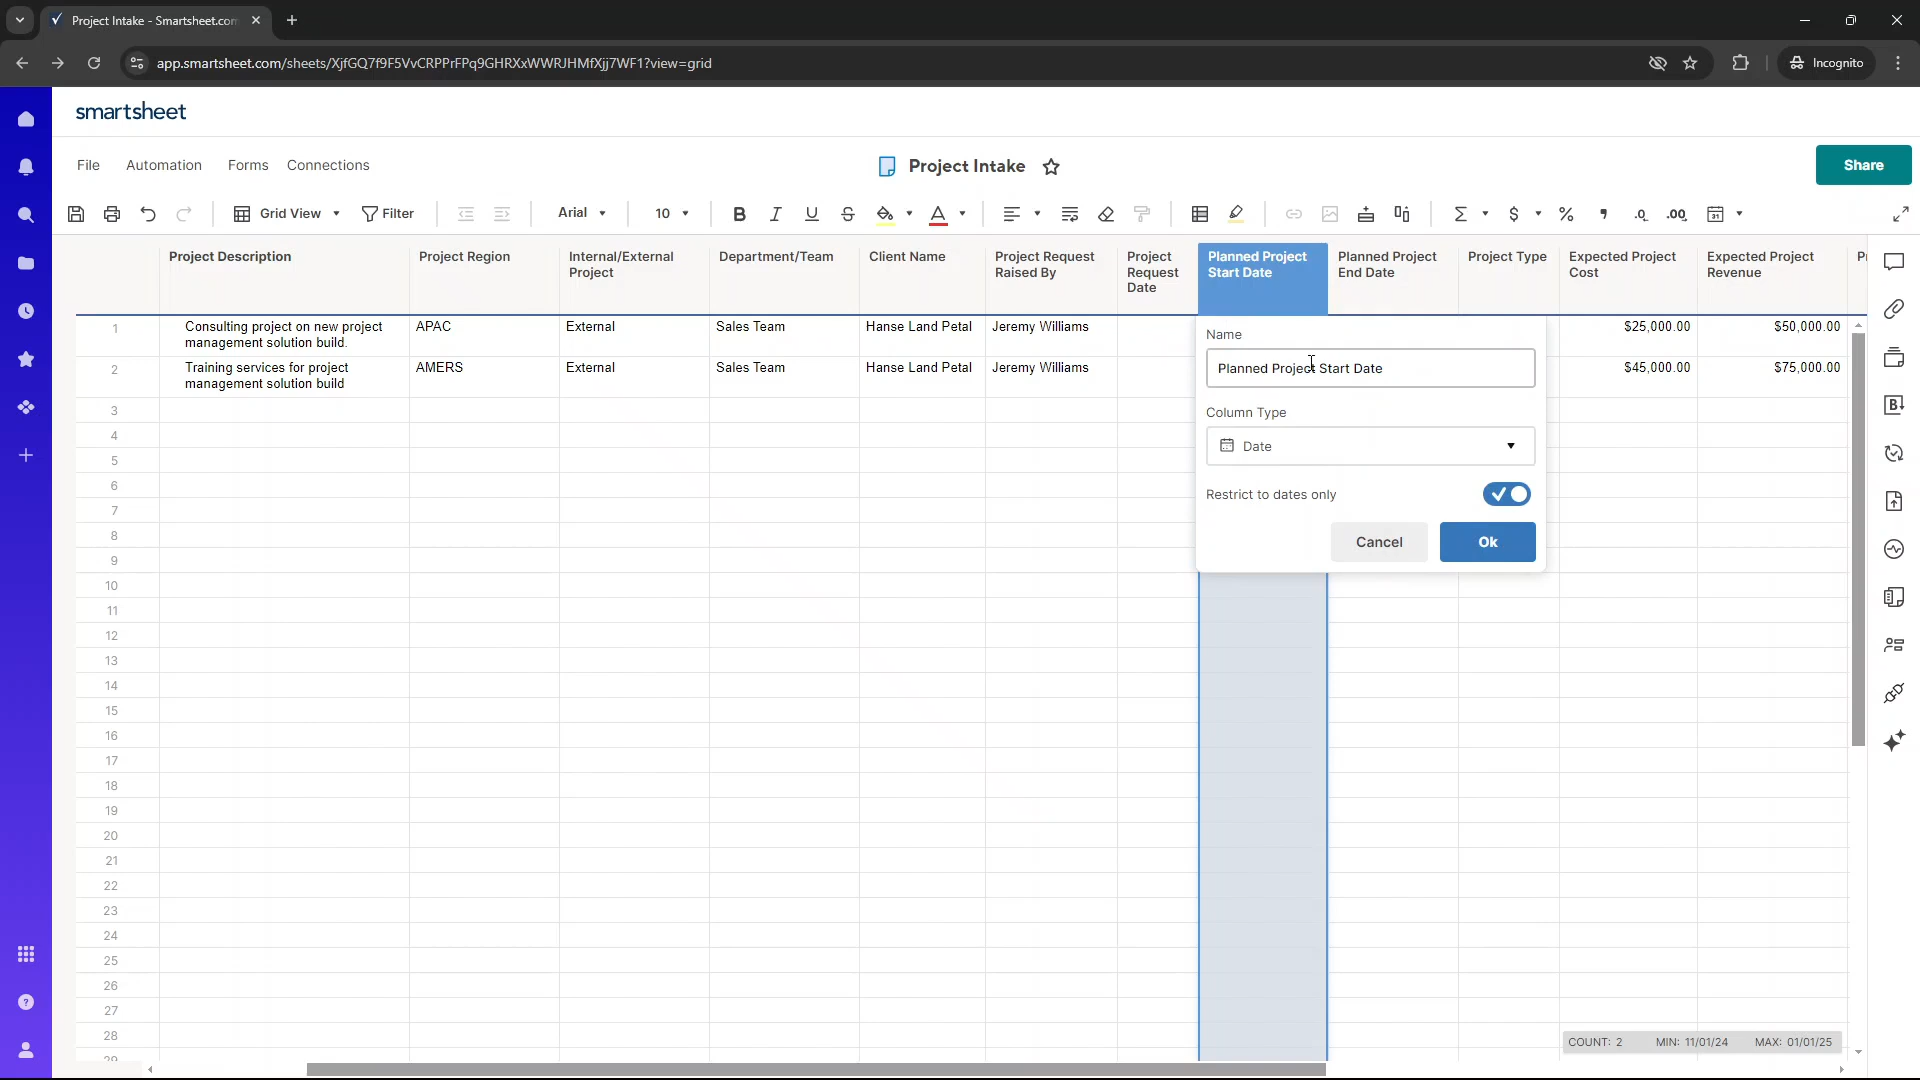 Project Intake - Smartsheet.com
app.smartsheet.com/sheets/XjfGQ7f9F5VvCRPPrFPq9GHRXxWWRJHMfXjj7WF1?view=grid
Incognito
smartsheet
File Automation Forms Connections
Project Intake
Share
Grid View Filter Arial 10
Project Description
Project Region
Internal/External
Project
Department/Team
Client Name
Project Request
Raised By
Project
Request
Date
Planned Project
Start Date
Planned Project
End Date
Project Type
Expected Project
Cost
Expected Project
Revenue
1
Consulting project on new project
management solution build.
APAC
External
Sales Team
Hanse Land Petal
Jeremy Williams
$25,000.00
$50,000.00
2
Training services for project
management solution build
AMERS
External
Sales Team
Hanse Land Petal
Jeremy Williams
$45,000.00
$75,000.00
Name
Planned Project Start Date
Column Type
Date
Restrict to dates only
Cancel
Ok
3
4
5
6
7
8
9
10
11
12
13
14
15
16
17
18
19
20
21
22
23
24
25
26
27
28
29
COUNT: 2 MIN: 11/01/24 MAX: 01/01/25